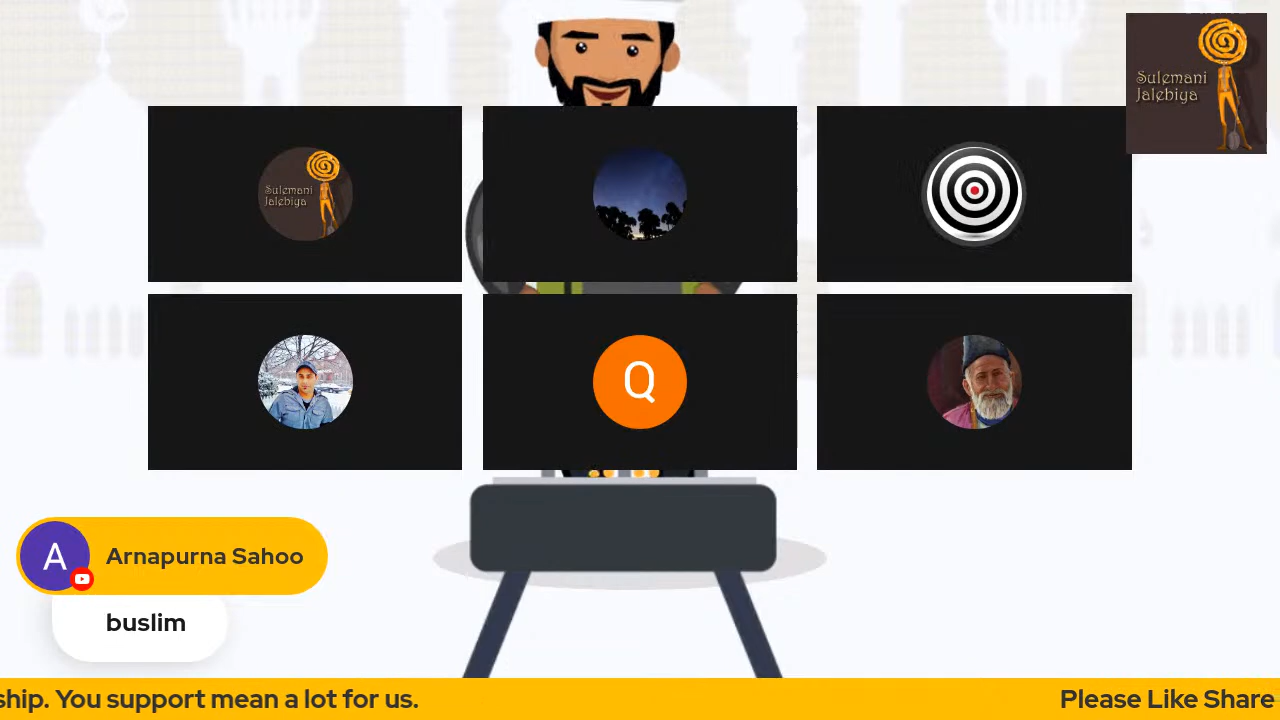 Sulemani
Jalebiya
Sulemani
Jalebiya
Q
A
Arnapurna Sahoo
buslim
ship. You support mean a lot for us.
Please Like Share